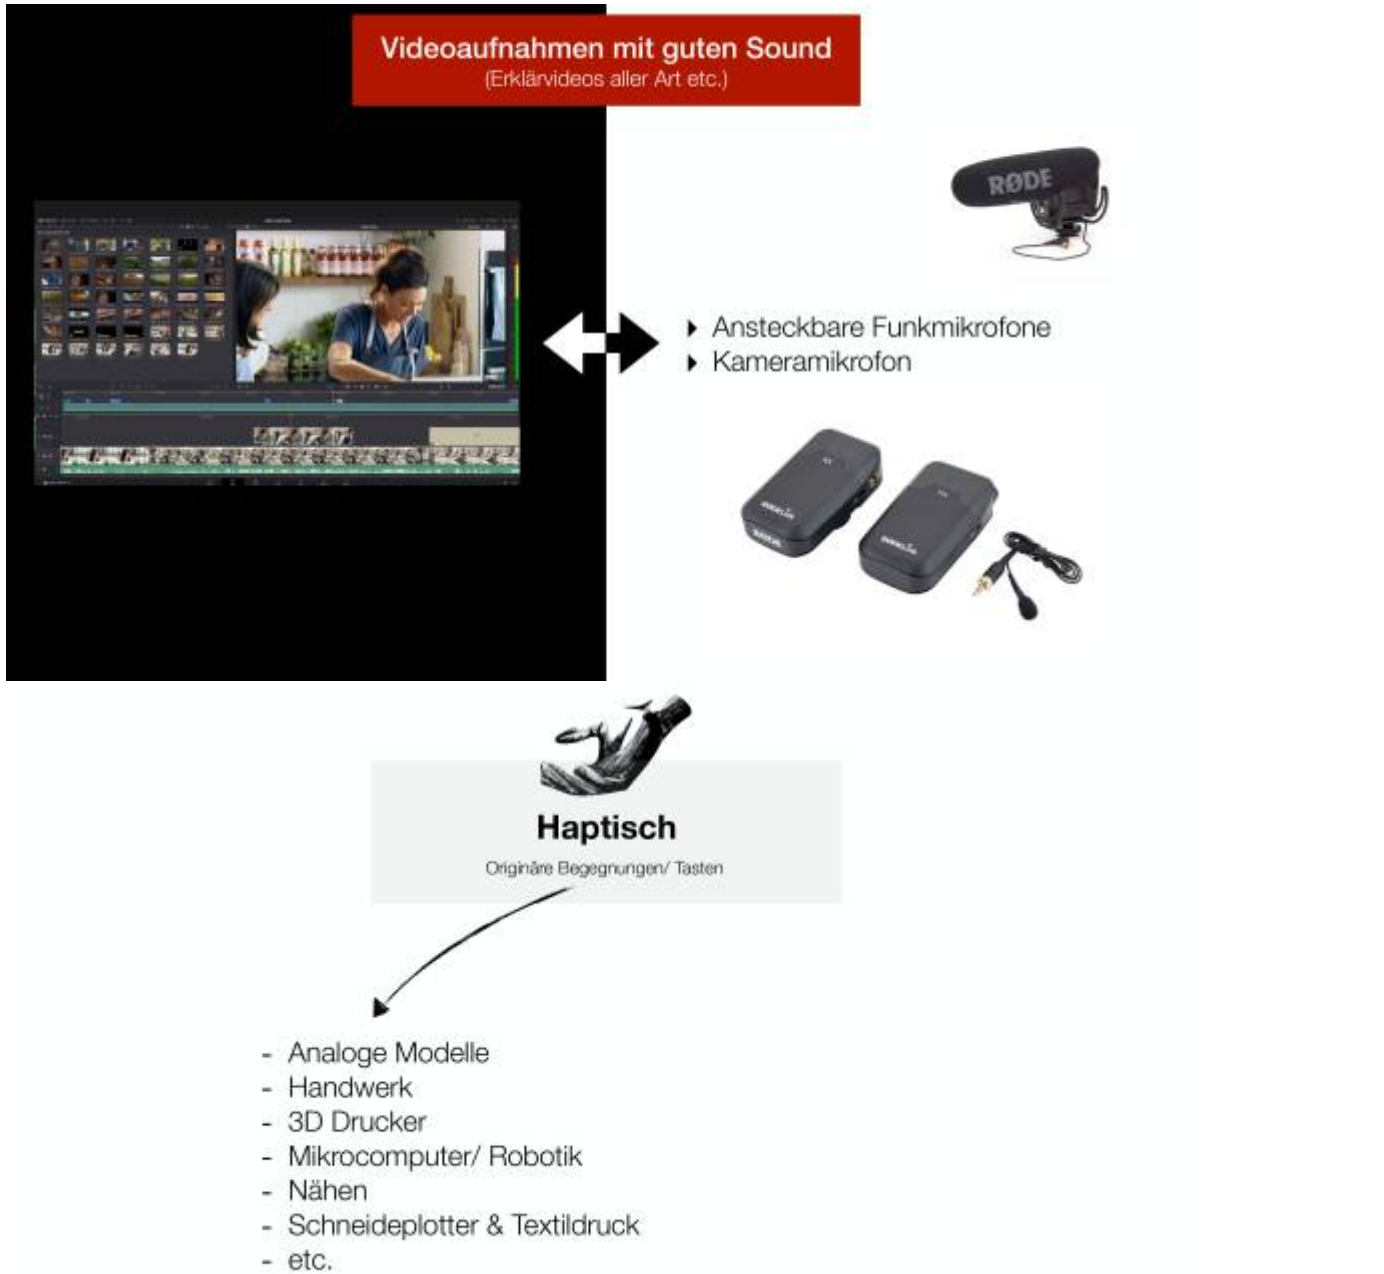 Videoaufnahmen mit guten Sound
(Erklärvideos aller Art etc.)
RØDE
Ansteckbare Funkmikrofone
Kameramikrofon
RØDE
Haptisch
Originäre Begegnungen/ Tasten
- Analoge Modelle
- Handwerk
- 3D Drucker
- Mikrocomputer/ Robotik
- Nähen
- Schneideplotter & Textildruck
- etc.